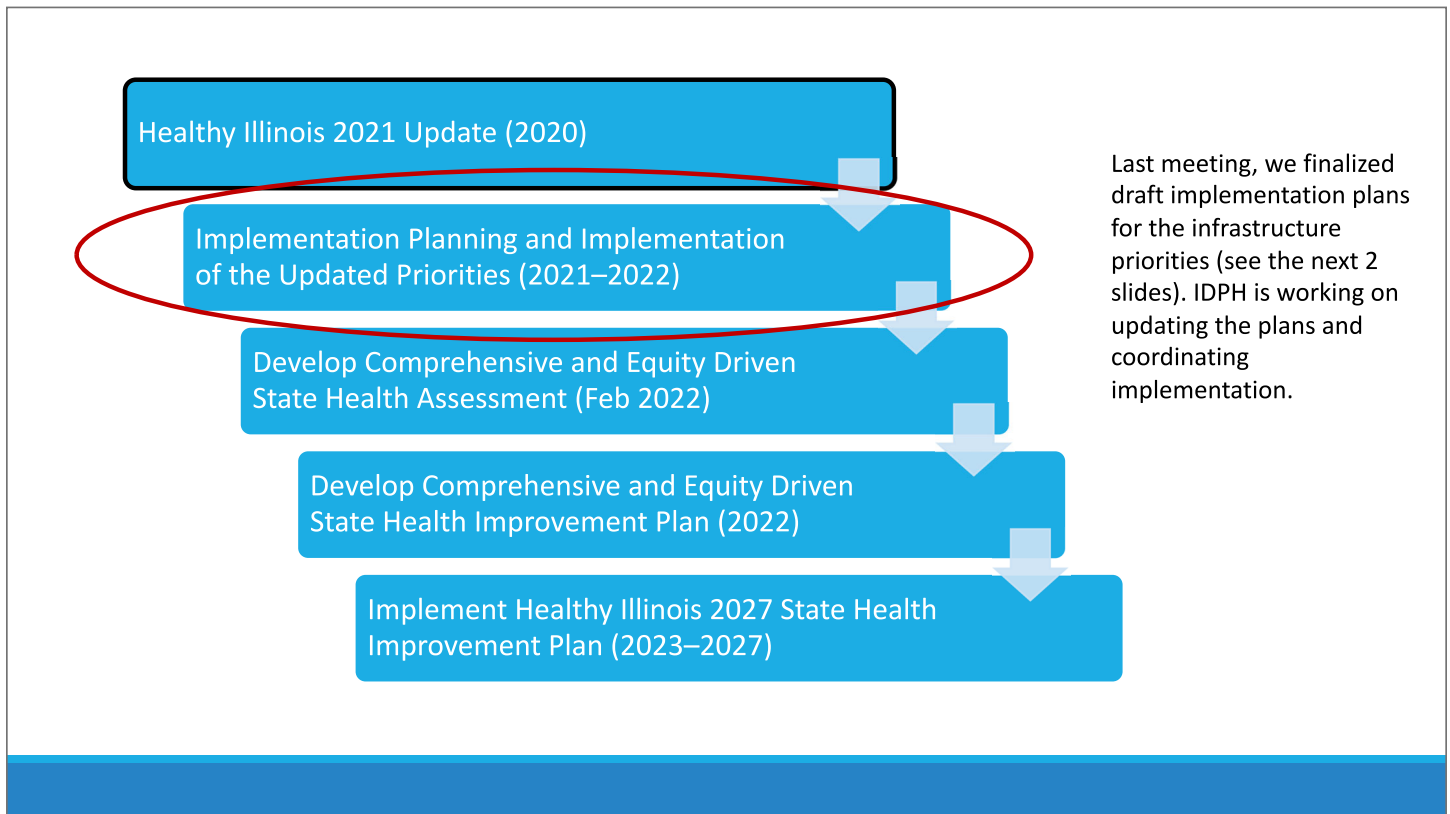 Healthy Illinois 2021 Update (2020)
Implementation Planning and Implementation
of the Updated Priorities (2021–2022)
Develop Comprehensive and Equity Driven
State Health Assessment (Feb 2022)
Develop Comprehensive and Equity Driven
State Health Improvement Plan (2022)
Implement Healthy Illinois 2027 State Health
Improvement Plan (2023–2027)
Last meeting, we finalized
draft implementation plans
for the infrastructure
priorities (see the next 2
slides). IDPH is working on
updating the plans and
coordinating
implementation.